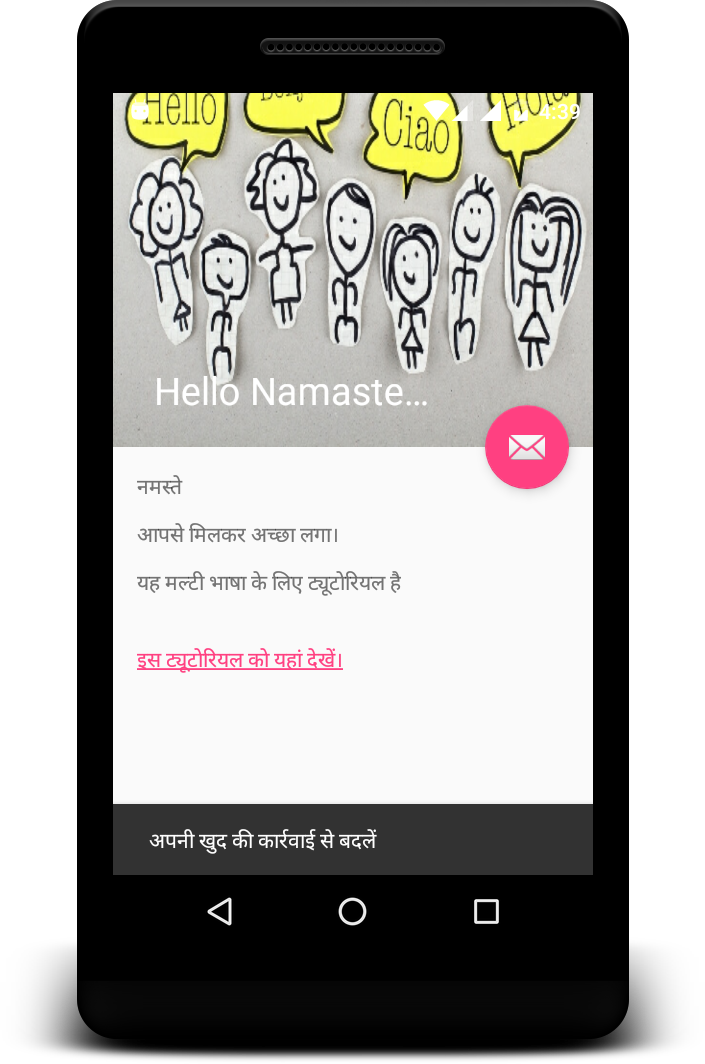 Hello
Ciao
Hola
4:39
Hello Namaste…
नमस्ते
आपसे मिलकर अच्छा लगा।
यह मल्टी भाषा के लिए ट्यूटोरियल है
इस ट्यूटोरियल को यहां देखें।
अपनी खुद की कार्रवाई से बदलें